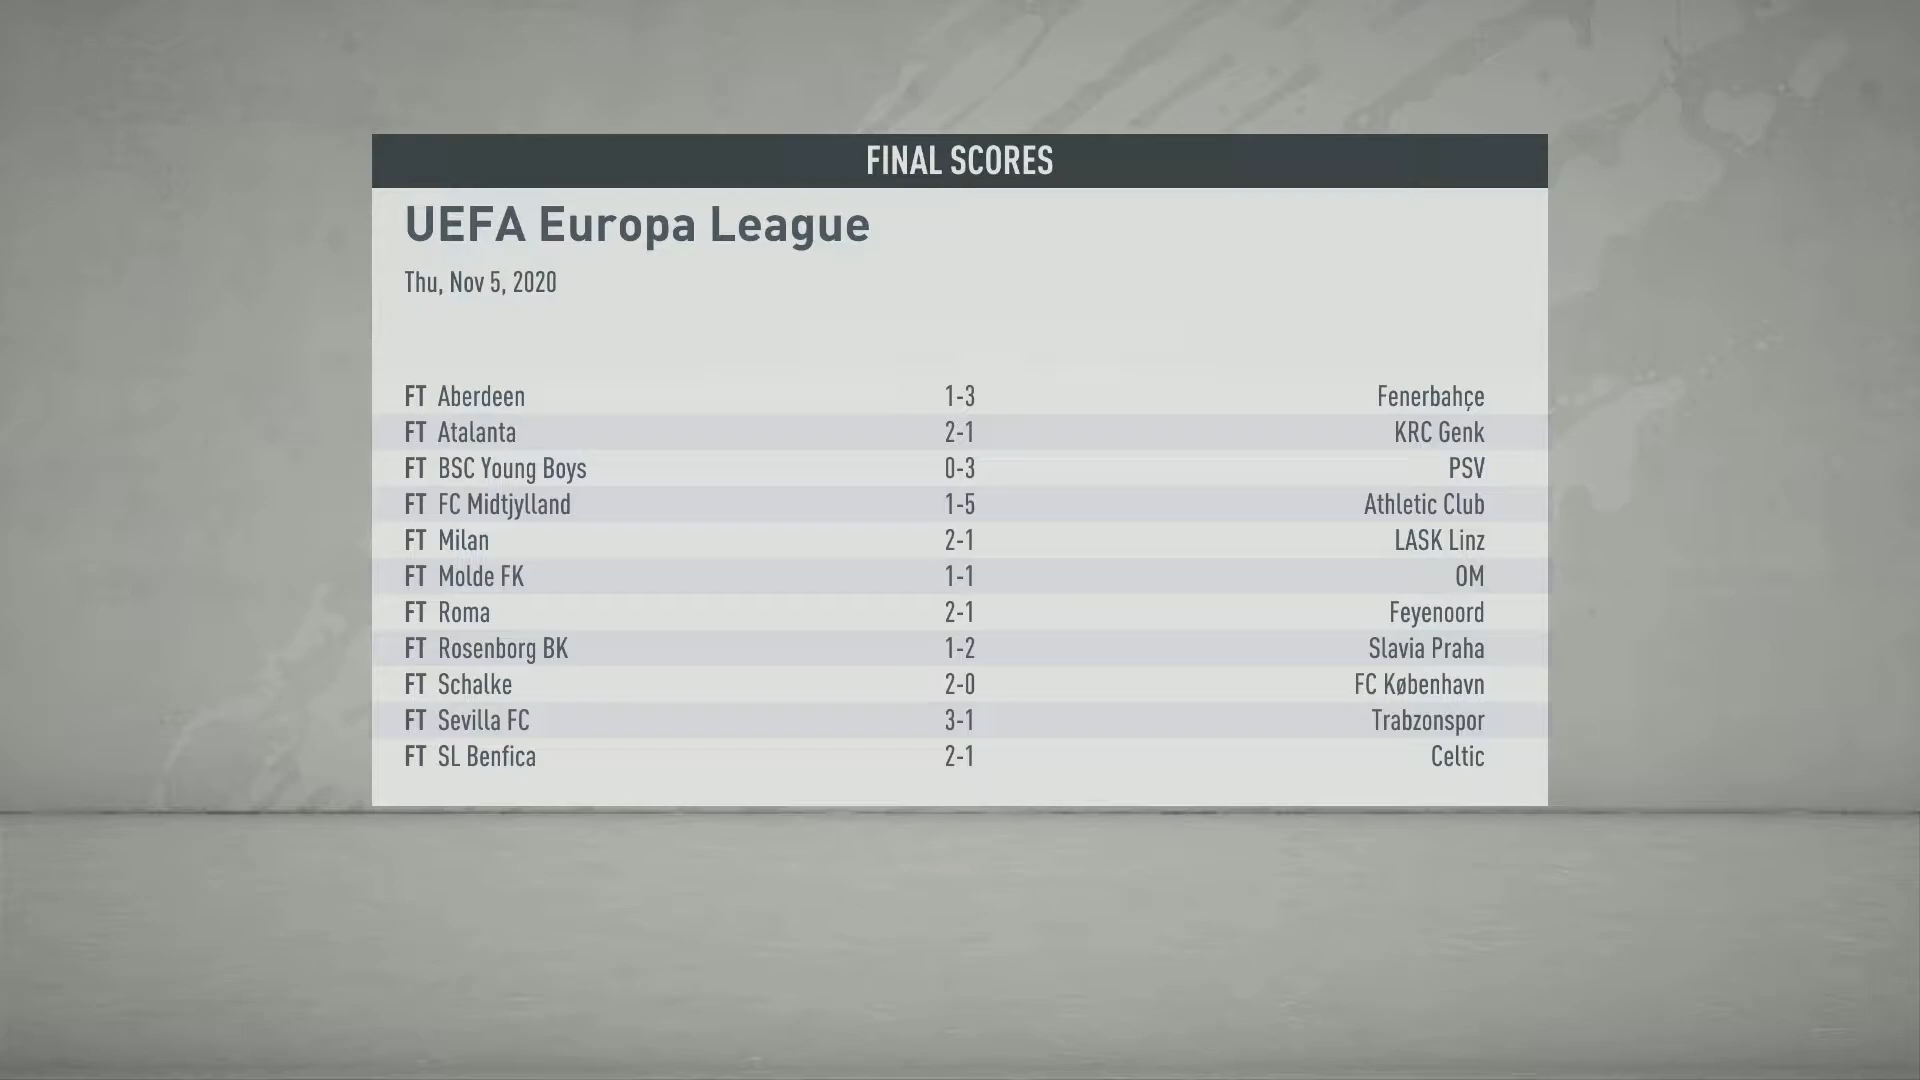 FINAL SCORES
UEFA Europa League
Thu, Nov 5, 2020
FT Aberdeen 1-3 Fenerbahçe
FT Atalanta 2-1 KRC Genk
FT BSC Young Boys 0-3 PSV
FT FC Midtjylland 1-5 Athletic Club
FT Milan 2-1 LASK Linz
FT Molde FK 1-1 OM
FT Roma 2-1 Feyenoord
FT Rosenborg BK 1-2 Slavia Praha
FT Schalke 2-0 FC København
FT Sevilla FC 3-1 Trabzonspor
FT SL Benfica 2-1 Celtic